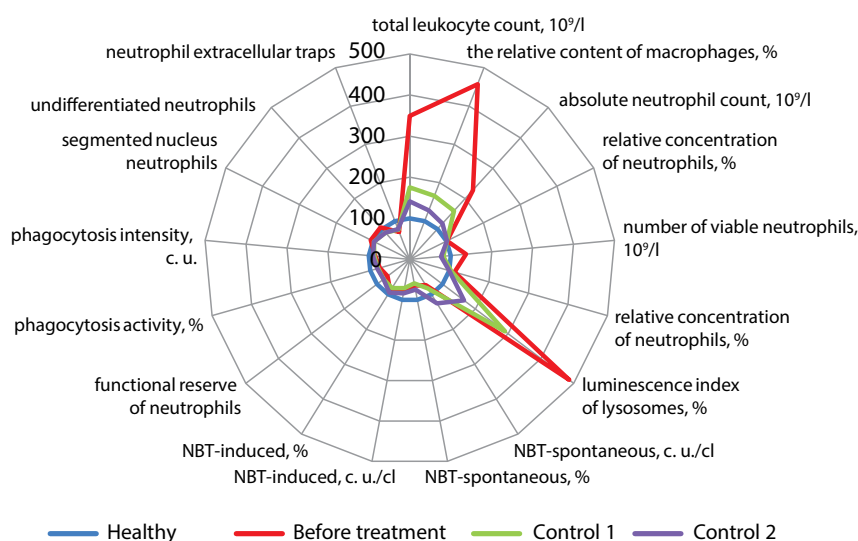 total leukocyte count, 10⁹/l
neutrophil extracellular traps
500
the relative content of macrophages, %
undifferentiated neutrophils
400
absolute neutrophil count, 10⁹/l
segmented nucleus
neutrophils
300
relative concentration
of neutrophils, %
200
phagocytosis intensity,
c. u.
100
number of viable neutrophils,
10⁹/l
0
phagocytosis activity, %
relative concentration
of neutrophils, %
functional reserve
of neutrophils
luminescence index
of lysosomes, %
NBT-induced, %
NBT-spontaneous, c. u./cl
NBT-induced, c. u./cl
NBT-spontaneous, %
Healthy
Before treatment
Control 1
Control 2